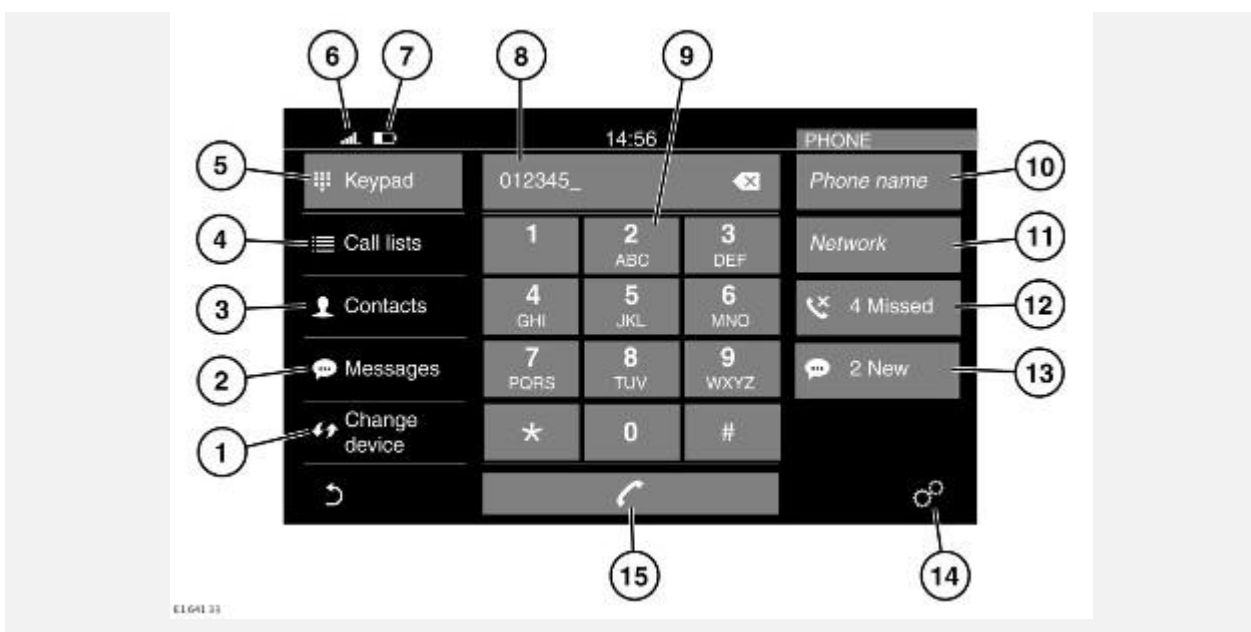 6
7
8
9
14:56
PHONE
5
Keypad
012345_
Phone name
10
4
Call lists
1
2
ABC
3
DEF
Network
11
3
Contacts
4
GHI
5
JKL
6
MNO
4 Missed
12
2
Messages
7
PQRS
8
TUV
9
WXYZ
2 New
13
1
Change
device
*
0
#
15
14
E164133